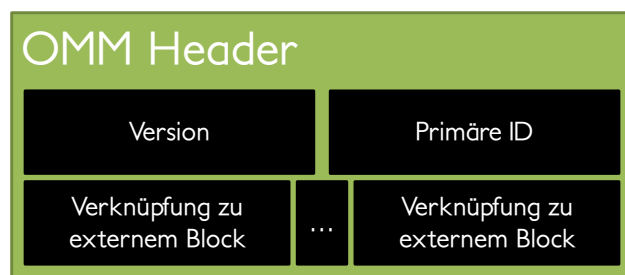 OMM Header
Version
Primäre ID
Verknüpfung zu
externem Block
...
Verknüpfung zu
externem Block